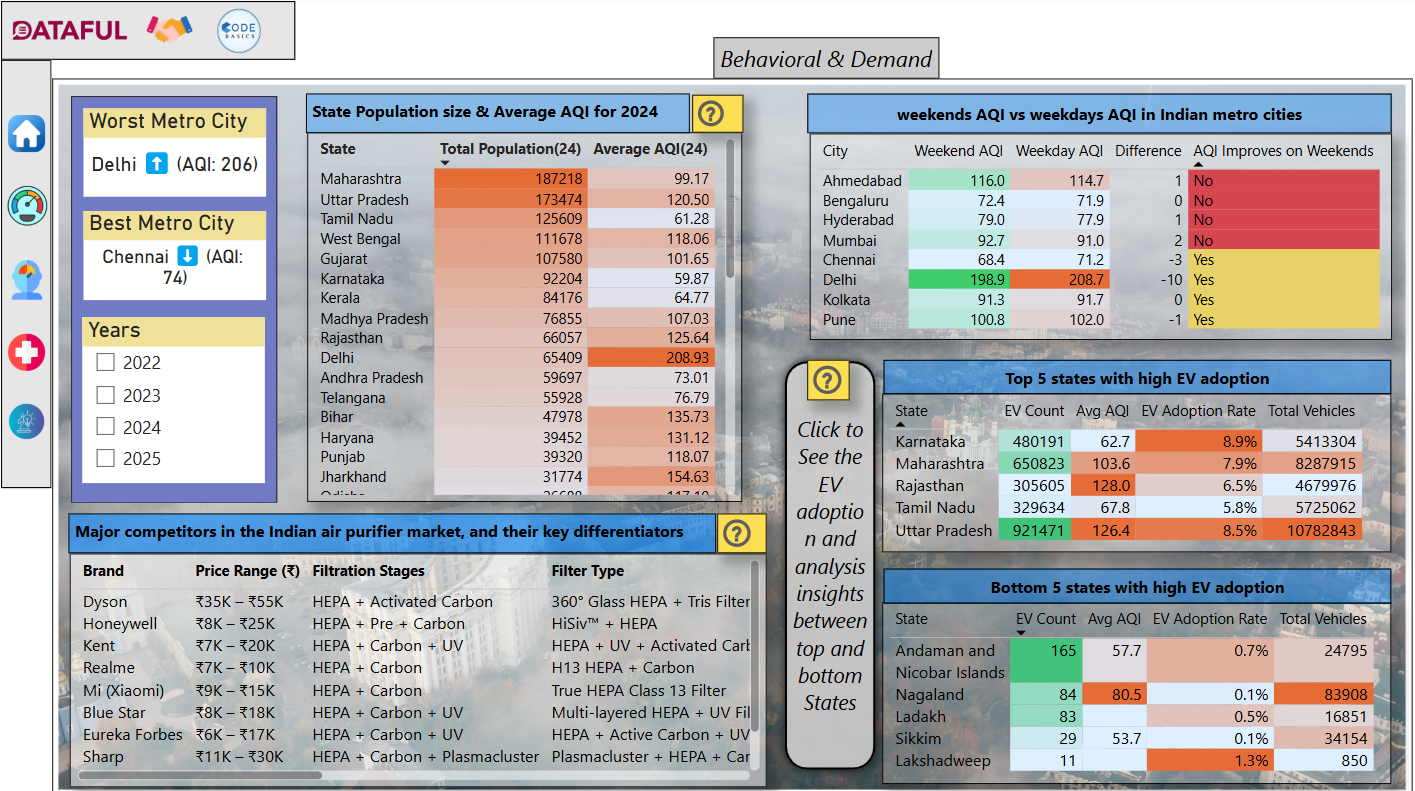 DATAFUL
CODE
BASICS
Behavioral & Demand
Worst Metro City
Delhi ⬆️ (AQI: 206)
Best Metro City
Chennai ⬇️ (AQI:
74)
Years
2022
2023
2024
2025
State Population size & Average AQI for 2024
?
State Total Population(24) Average AQI(24)
Maharashtra 187218 99.17
Uttar Pradesh 173474 120.50
Tamil Nadu 125609 61.28
West Bengal 111678 118.06
Gujarat 107580 101.65
Karnataka 92204 59.87
Kerala 84176 64.77
Madhya Pradesh 76855 107.03
Rajasthan 66057 125.64
Delhi 65409 208.93
Andhra Pradesh 59697 73.01
Telangana 55928 76.79
Bihar 47978 135.73
Haryana 39452 131.12
Punjab 39320 118.07
Jharkhand 31774 154.63
weekends AQI vs weekdays AQI in Indian metro cities
City Weekend AQI Weekday AQI Difference AQI Improves on Weekends
Ahmedabad 116.0 114.7 1 No
Bengaluru 72.4 71.9 0 No
Hyderabad 79.0 77.9 1 No
Mumbai 92.7 91.0 2 No
Chennai 68.4 71.2 -3 Yes
Delhi 198.9 208.7 -10 Yes
Kolkata 91.3 91.7 0 Yes
Pune 100.8 102.0 -1 Yes
?
Click to
See the
EV
adoptio
n and
analysis
insights
between
top and
bottom
States
Top 5 states with high EV adoption
State EV Count Avg AQI EV Adoption Rate Total Vehicles
Karnataka 480191 62.7 8.9% 5413304
Maharashtra 650823 103.6 7.9% 8287915
Rajasthan 305605 128.0 6.5% 4679976
Tamil Nadu 329634 67.8 5.8% 5725062
Uttar Pradesh 921471 126.4 8.5% 10782843
Bottom 5 states with high EV adoption
State EV Count Avg AQI EV Adoption Rate Total Vehicles
Andaman and 165 57.7 0.7% 24795
Nicobar Islands
Nagaland 84 80.5 0.1% 83908
Ladakh 83 0.5% 16851
Sikkim 29 53.7 0.1% 34154
Lakshadweep 11 1.3% 850
Major competitors in the Indian air purifier market, and their key differentiators
?
Brand Price Range (₹) Filtration Stages Filter Type
Dyson ₹35K – ₹55K HEPA + Activated Carbon 360° Glass HEPA + Tris Filter
Honeywell ₹8K – ₹25K HEPA + Pre + Carbon HiSiv™ + HEPA
Kent ₹7K – ₹20K HEPA + Carbon + UV HEPA + UV + Activated Carb
Realme ₹7K – ₹10K HEPA + Carbon H13 HEPA + Carbon
Mi (Xiaomi) ₹9K – ₹15K HEPA + Carbon True HEPA Class 13 Filter
Blue Star ₹8K – ₹18K HEPA + Carbon + UV Multi-layered HEPA + UV Fil
Eureka Forbes ₹6K – ₹17K HEPA + Carbon + UV HEPA + Active Carbon + UV
Sharp ₹11K – ₹30K HEPA + Carbon + Plasmacluster Plasmacluster + HEPA + Car